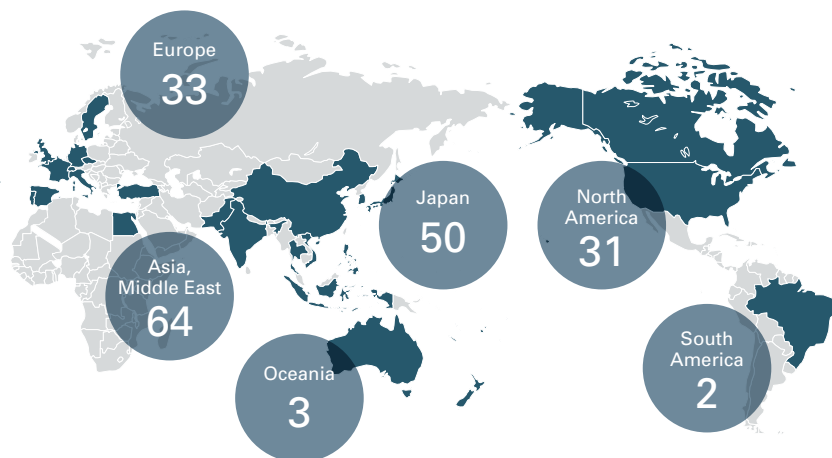 Europe
33
Japan
50
North
America
31
Asia,
Middle East
64
South
America
2
Oceania
3